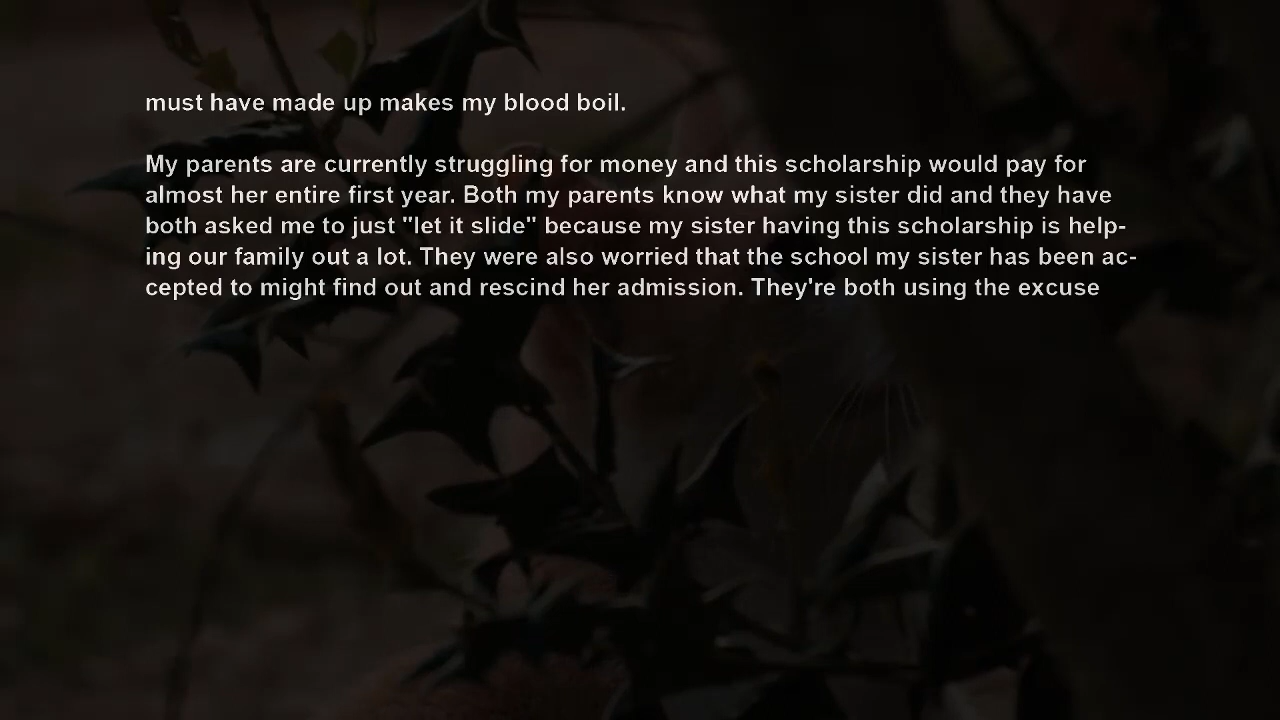 must have made up makes my blood boil.
My parents are currently struggling for money and this scholarship would pay for
almost her entire first year. Both my parents know what my sister did and they have
both asked me to just "let it slide" because my sister having this scholarship is help-
ing our family out a lot. They were also worried that the school my sister has been ac-
cepted to might find out and rescind her admission. They're both using the excuse